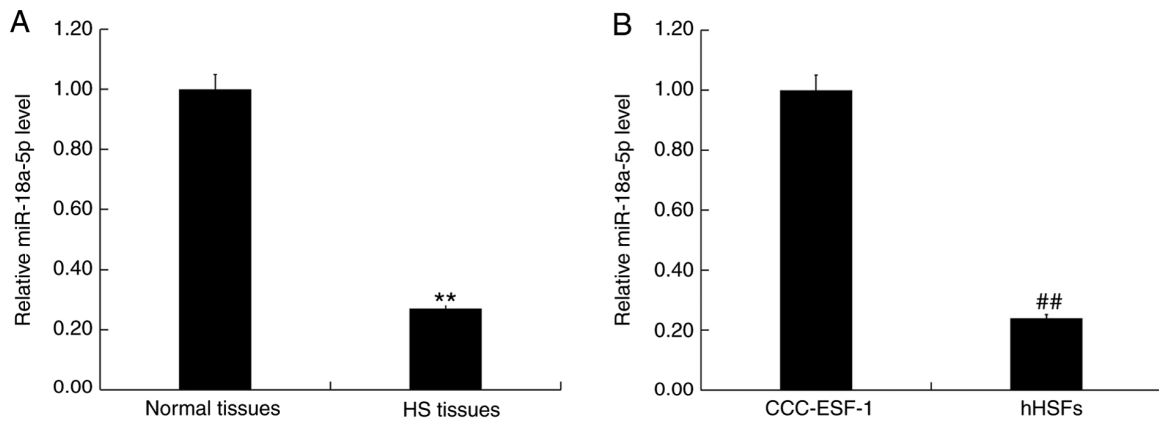 A
Relative miR-18a-5p level
1.20
1.00
0.80
0.60
0.40
0.20
0.00
**
Normal tissues
HS tissues
B
Relative miR-18a-5p level
1.20
1.00
0.80
0.60
0.40
0.20
0.00
##
CCC-ESF-1
hHSFs